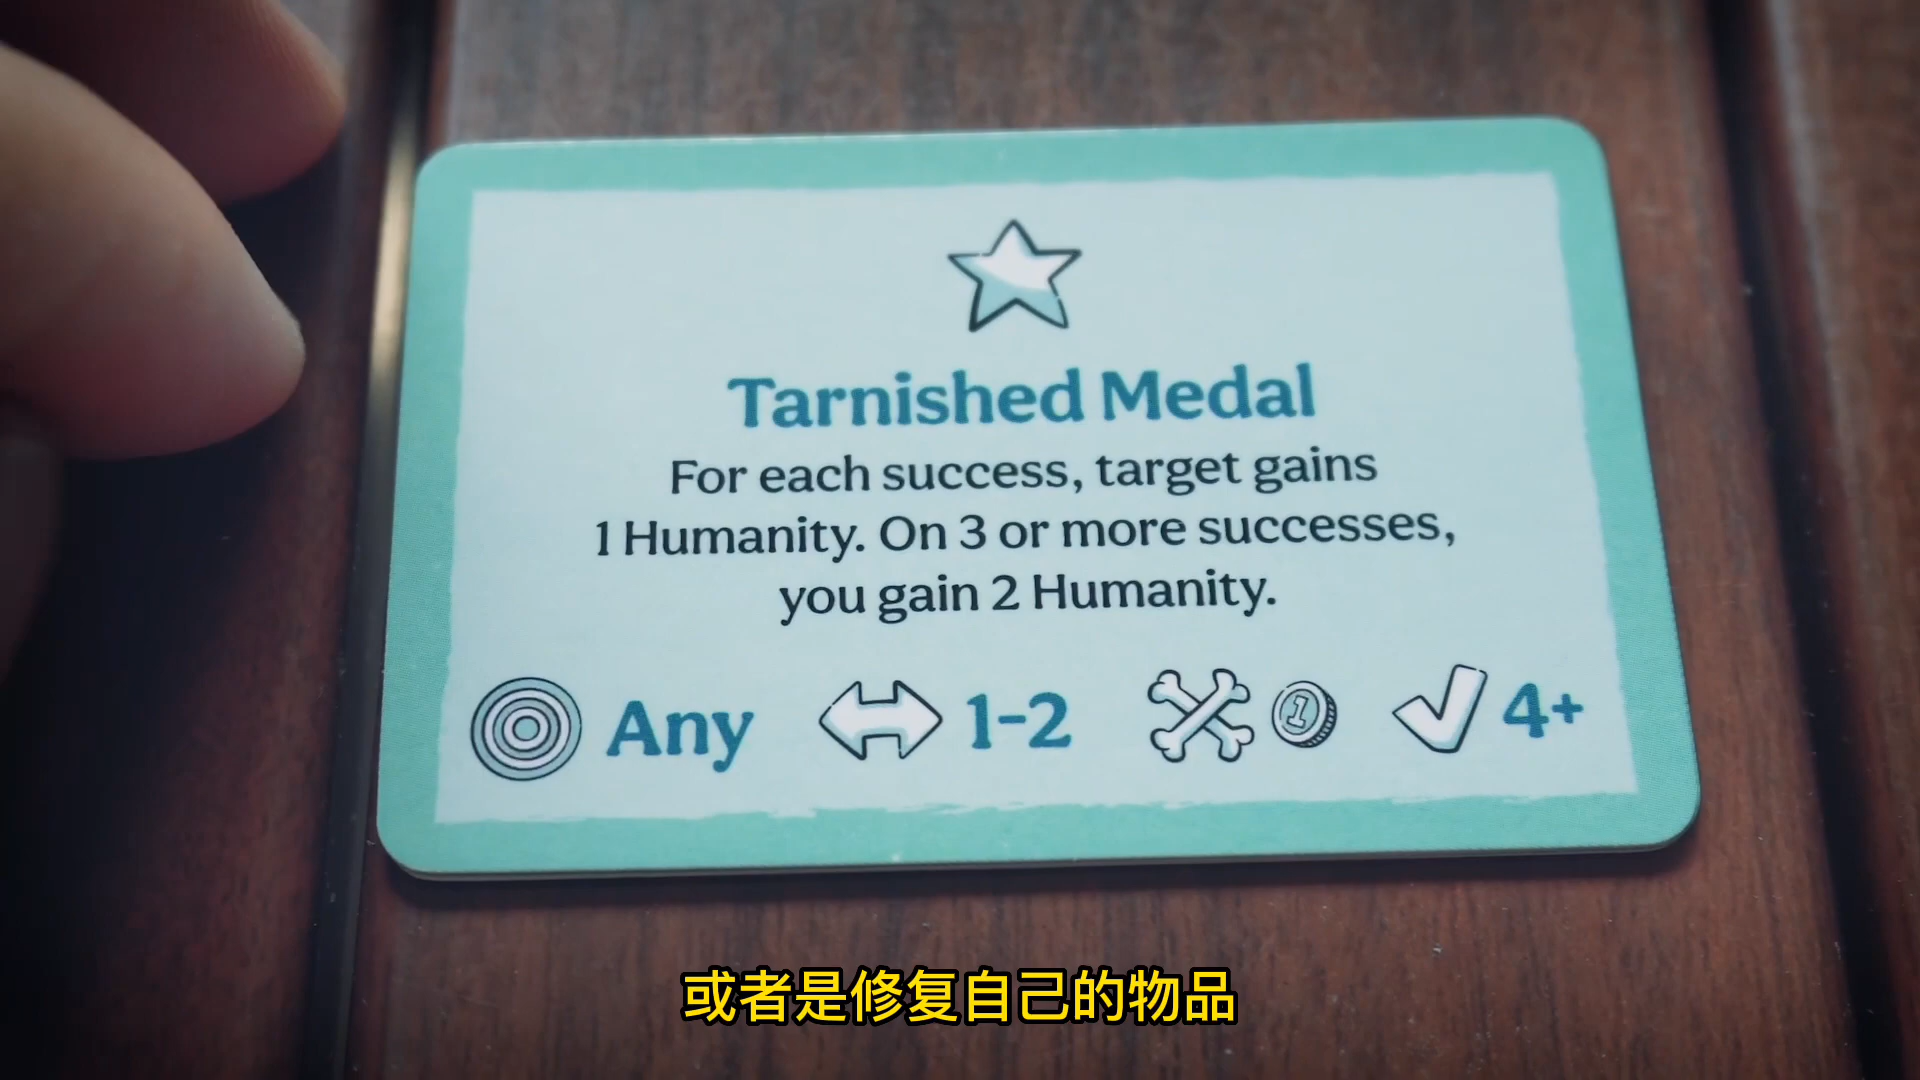 Tarnished Medal
For each success, target gains
1 Humanity. On 3 or more successes,
you gain 2 Humanity.
Any 1-2 1 4+
或者是修复自己的物品